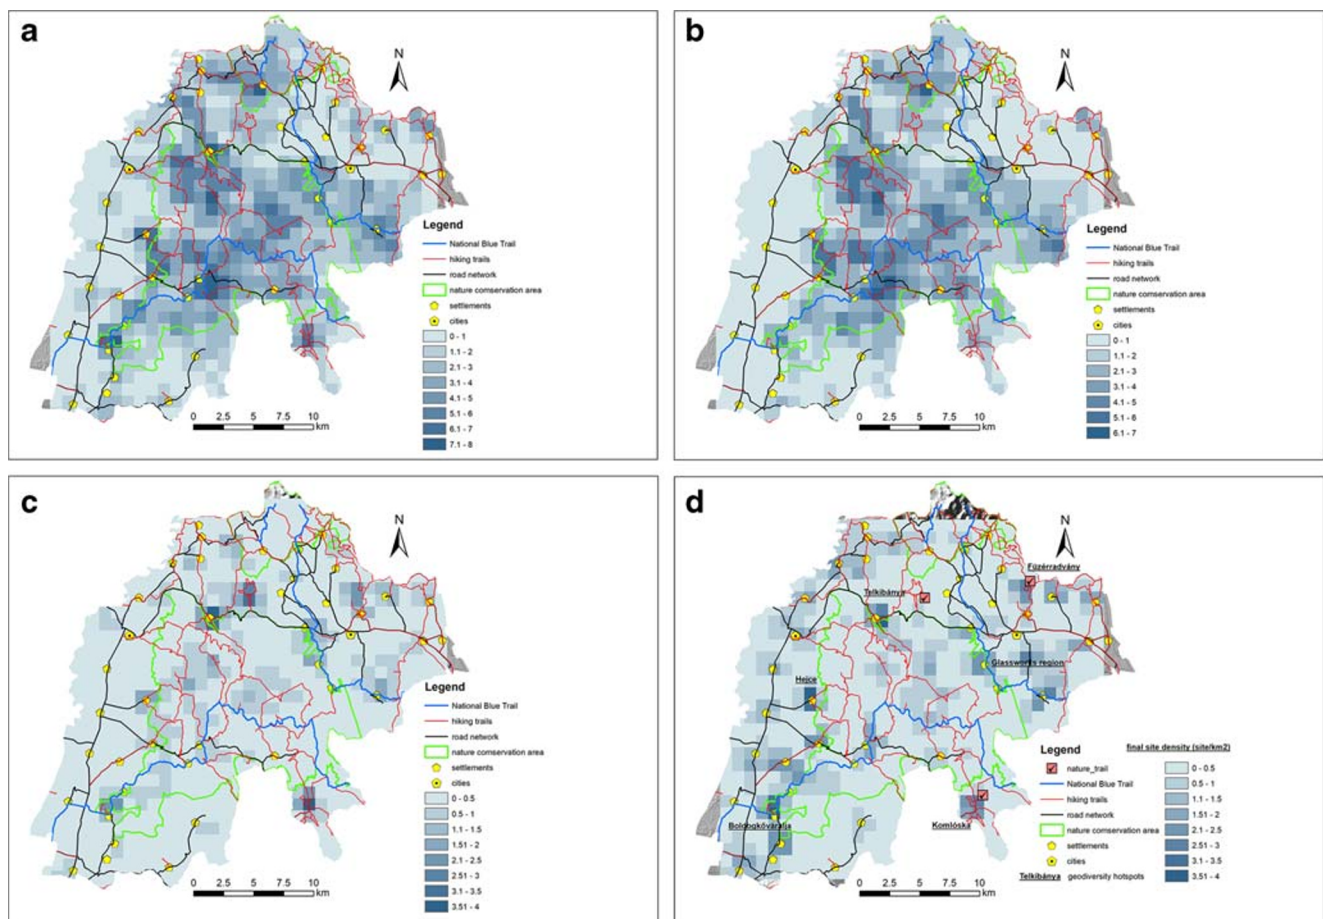 a
N
Legend
National Blue Trail
hiking trails
road network
nature comservation area
settlements
cities
0 - 1
1.1 - 2
2.1 - 3
3.1 - 4
4.1 - 5
5.1 - 6
6.1 - 7
7.1 - 8
0 2.5 5 7.5 10
km
b
N
Legend
National Blue Trail
hiking trails
road network
nature comservation area
settlements
cities
0 - 1
1.1 - 2
2.1 - 3
3.1 - 4
4.1 - 5
5.1 - 6
6.1 - 7
0 2.5 5 7.5 10
km
c
N
Legend
National Blue Trail
hiking trails
road network
nature comservation area
settlements
cities
0 - 0.5
0.5 - 1
1.1 - 1.5
1.51 - 2
2.1 - 2.5
2.51 - 3
3.1 - 3.5
3.51 - 4
0 2.5 5 7.5 10
km
d
N
Füzérradvány
Telkibánya
Glassworks region
Hejce
Komlóska
Boldogkőváralja
Legend
nature_trail
National Blue Trail
hiking trails
road network
nature comservation area
settlements
cities
Telkibánya geodiversity hotspots
final site density (site/km2)
0 - 0.5
0.5 - 1
1.1 - 1.5
1.51 - 2
2.1 - 2.5
2.51 - 3
3.1 - 3.5
3.51 - 4
0 2.5 5 7.5 10
km